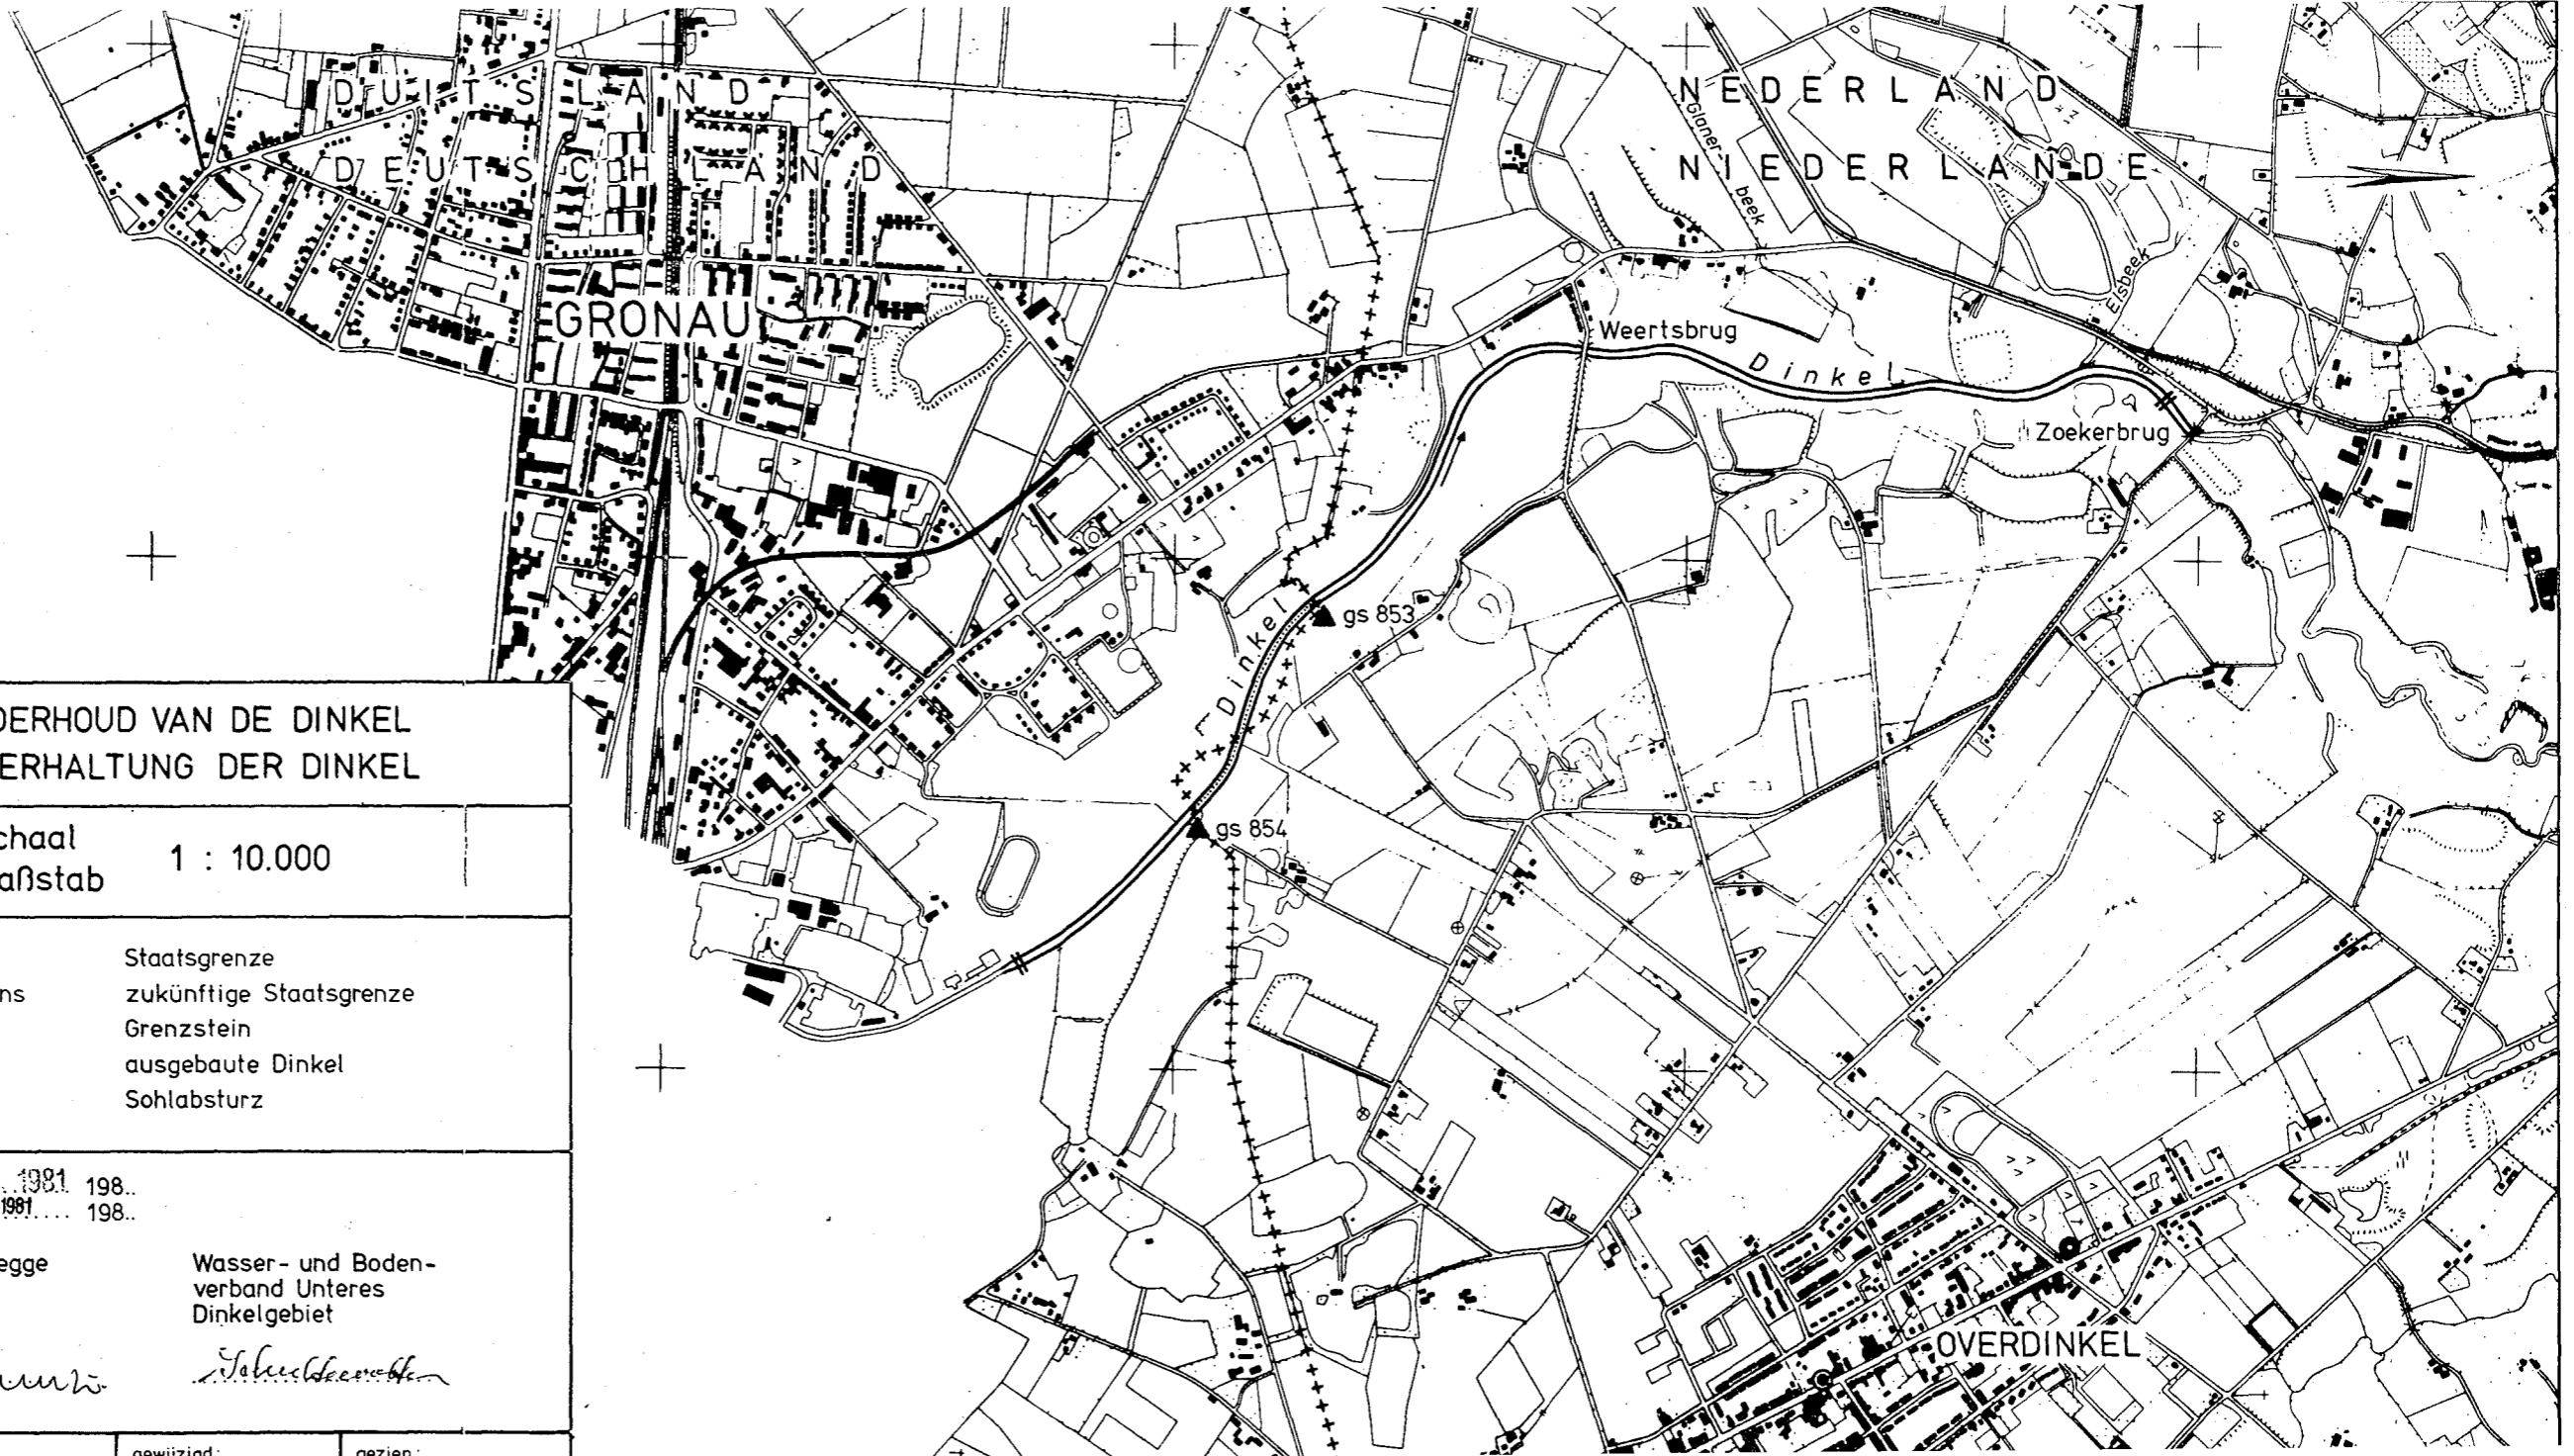 DUITSLAND
DEUTSCHLAND
NEDERLAND
NIEDERLANDE
Glaner-beek
Elsbeek
GRONAU
Weertsbrug
Dinkel
Zoekerbrug
gs 853
Dinkel
gs 854
OVERDINKEL
DERHOUD VAN DE DINKEL
ERHALTUNG DER DINKEL
chaal
aßstab
1 : 10.000
Staatsgrenze
ns zukünftige Staatsgrenze
Grenzstein
ausgebaute Dinkel
Sohlabsturz
1981 198..
1981 198..
egge
Wasser- und Boden-
verband Unteres
Dinkelgebiet
gewijzigd:
gezien: